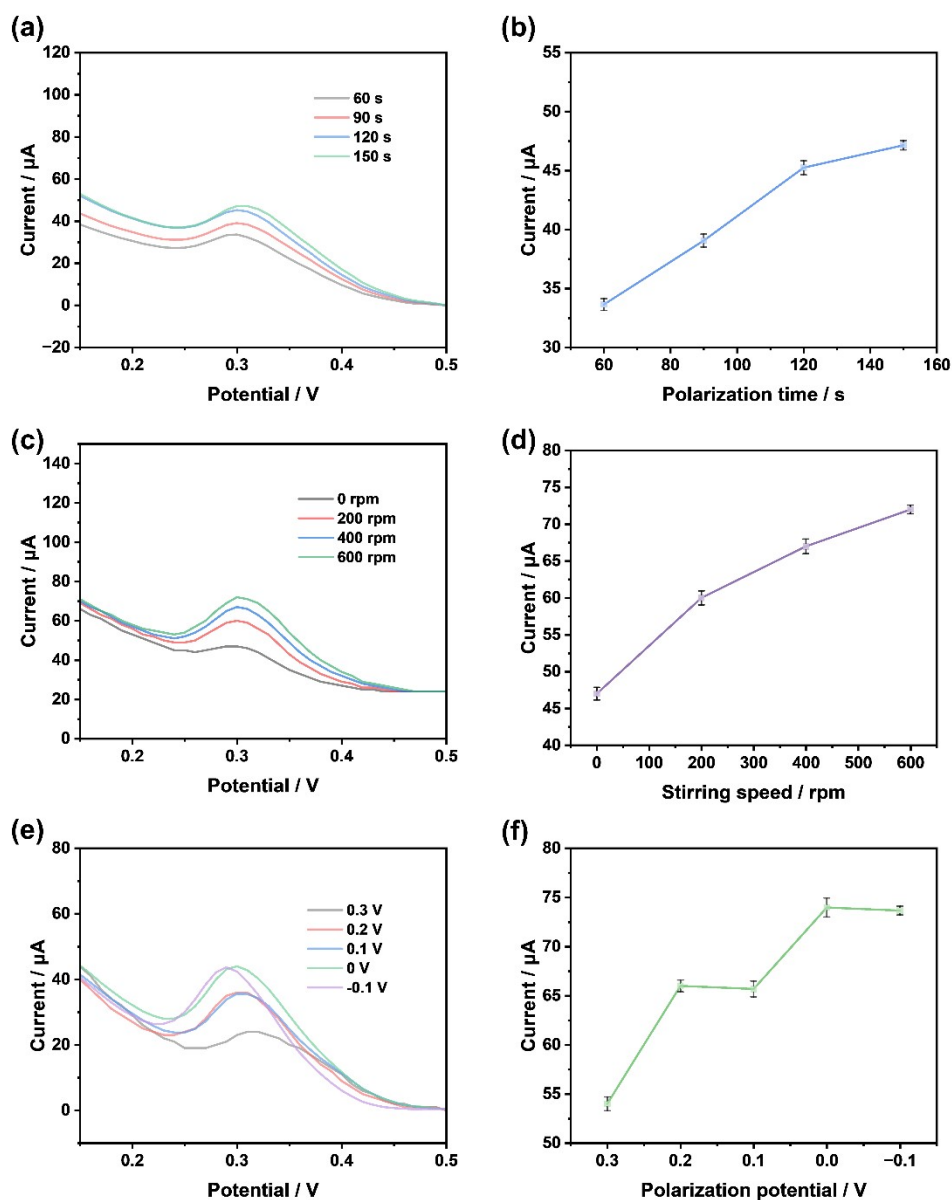 (a)
120
100
80
60
40
20
0
−20
Current / μA
60 s
90 s
120 s
150 s
0.2 0.3 0.4 0.5
Potential / V
(b)
55
50
45
40
35
30
Current / μA
60 80 100 120 140 160
Polarization time / s
(c)
140
120
100
80
60
40
20
0
Current / μA
0 rpm
200 rpm
400 rpm
600 rpm
0.2 0.3 0.4 0.5
Potential / V
(d)
80
75
70
65
60
55
50
45
40
Current / μA
0 100 200 300 400 500 600
Stirring speed / rpm
(e)
80
60
40
20
0
Current / μA
0.3 V
0.2 V
0.1 V
0 V
-0.1 V
0.2 0.3 0.4 0.5
Potential / V
(f)
80
75
70
65
60
55
50
Current / μA
0.3 0.2 0.1 0.0 −0.1
Polarization potential / V